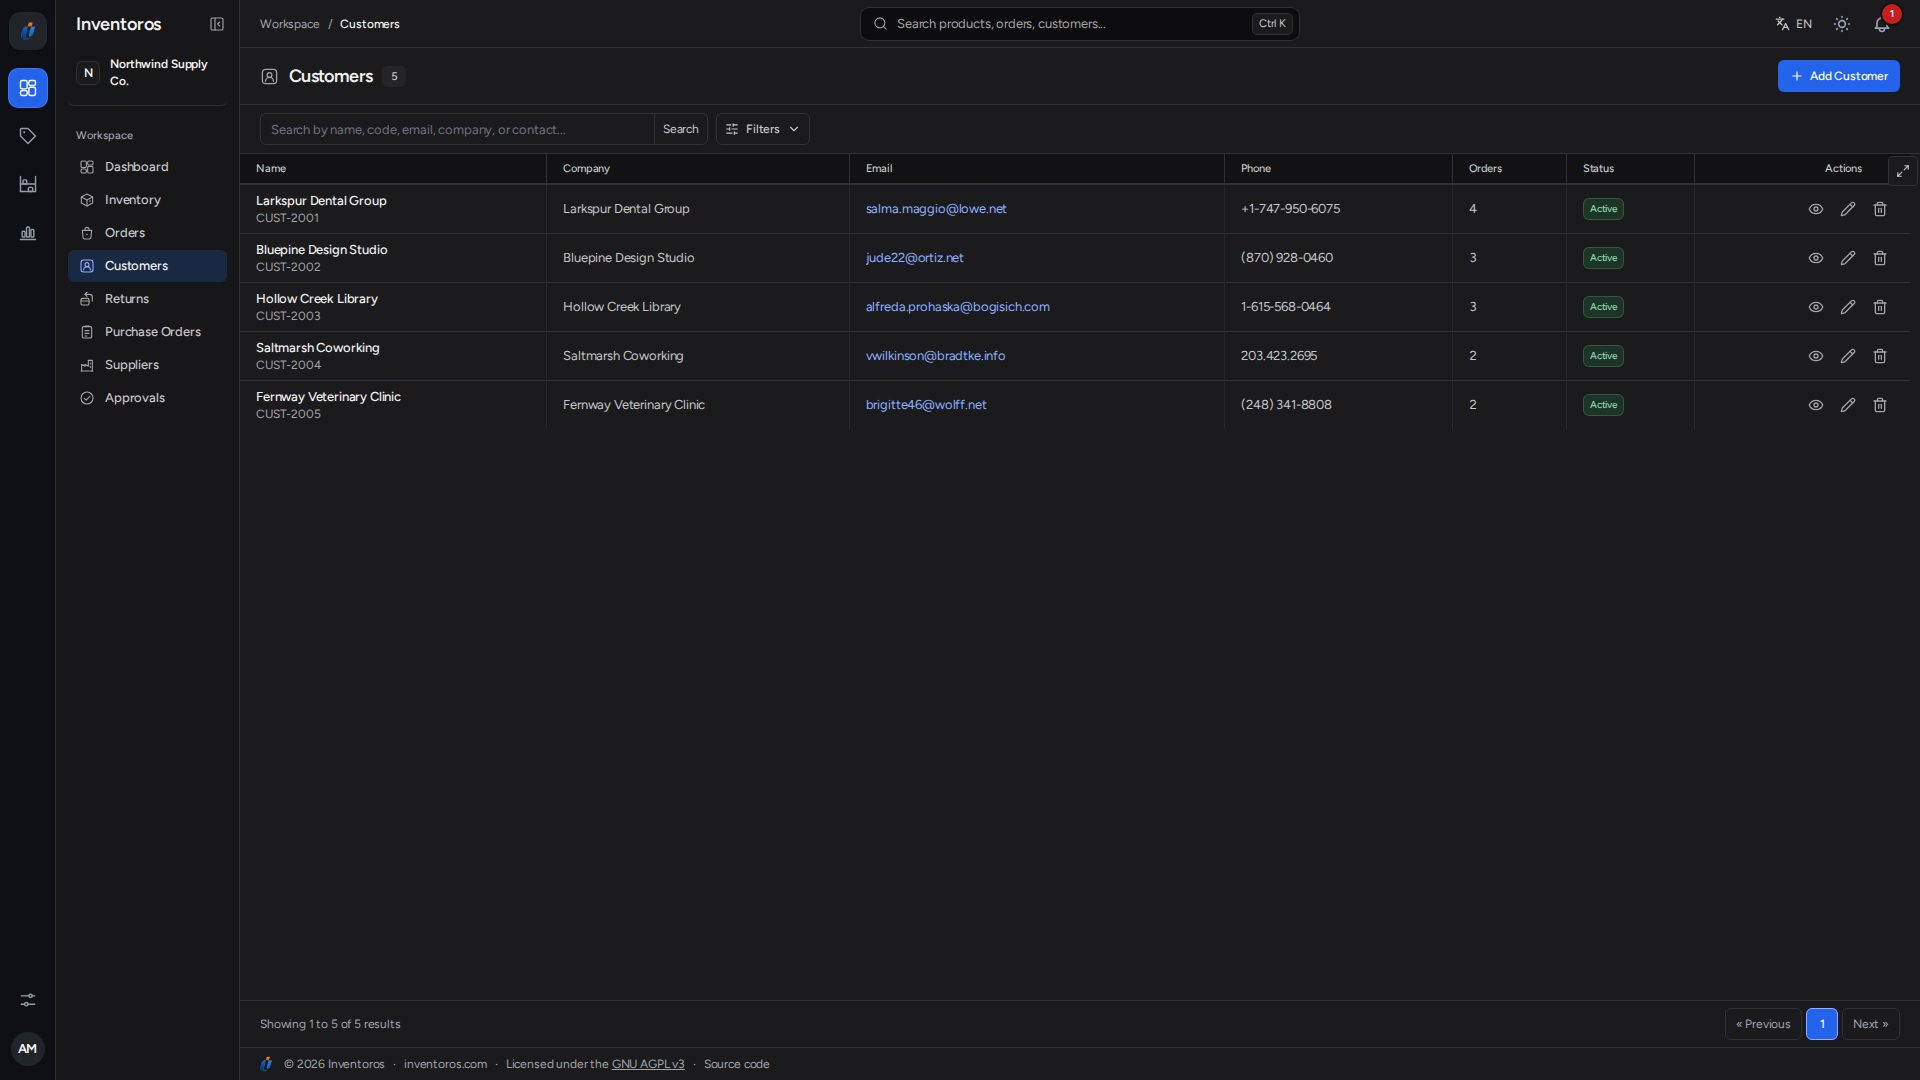 Inventoros
Workspace / Customers
Search products, orders, customers...
Ctrl K
EN
1
N
Northwind Supply
Co.
Customers
5
Add Customer
Workspace
Dashboard
Inventory
Orders
Customers
Returns
Purchase Orders
Suppliers
Approvals
AM
Search by name, code, email, company, or contact...
Search
Filters
Name Company Email Phone Orders Status Actions
Larkspur Dental Group
CUST-2001
Larkspur Dental Group salma.maggio@lowe.net +1-747-950-6075 4 Active
Bluepine Design Studio
CUST-2002
Bluepine Design Studio jude22@ortiz.net (870) 928-0460 3 Active
Hollow Creek Library
CUST-2003
Hollow Creek Library alfreda.prohaska@bogisich.com 1-615-568-0464 3 Active
Saltmarsh Coworking
CUST-2004
Saltmarsh Coworking vwilkinson@bradtke.info 203.423.2695 2 Active
Fernway Veterinary Clinic
CUST-2005
Fernway Veterinary Clinic brigitte46@wolff.net (248) 341-8808 2 Active
Showing 1 to 5 of 5 results
« Previous 1 Next »
© 2026 Inventoros · inventoros.com · Licensed under the GNU AGPL v3 · Source code